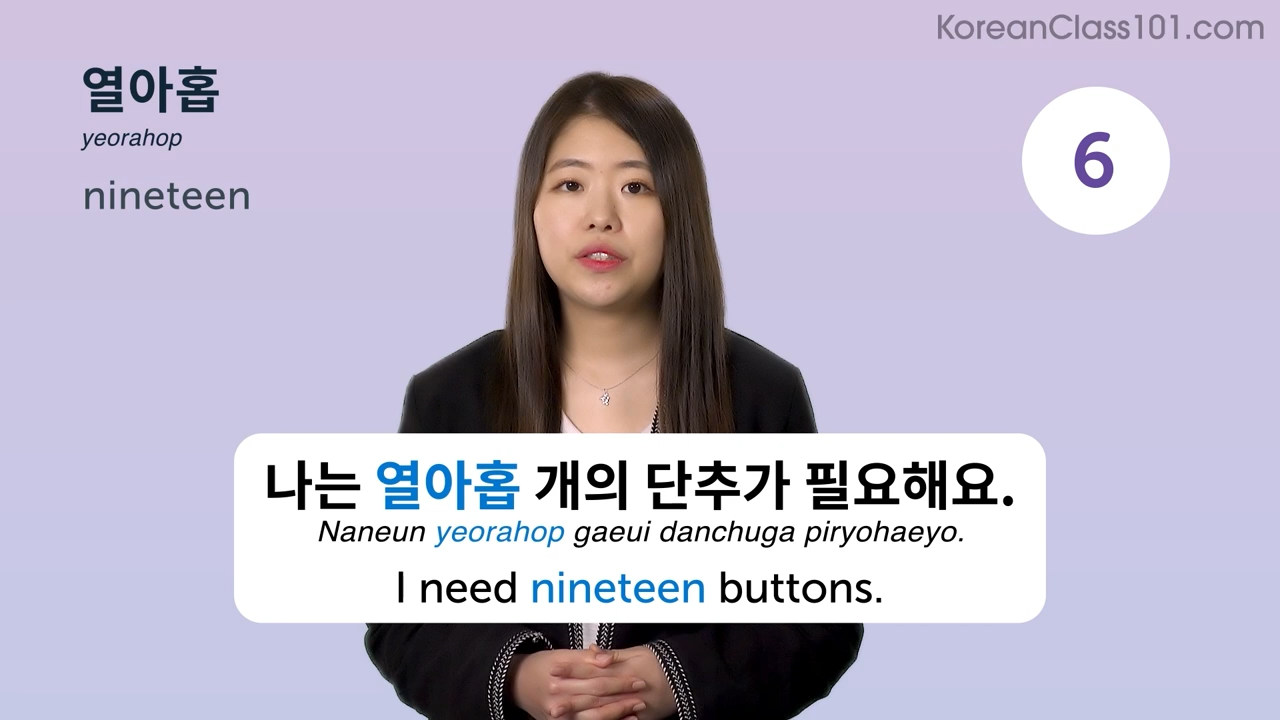 KoreanClass101.com
열아홉
yeorahop
nineteen
6
나는 열아홉 개의 단추가 필요해요.
Naneun yeorahop gaeui danchuga piryohaeyo.
I need nineteen buttons.